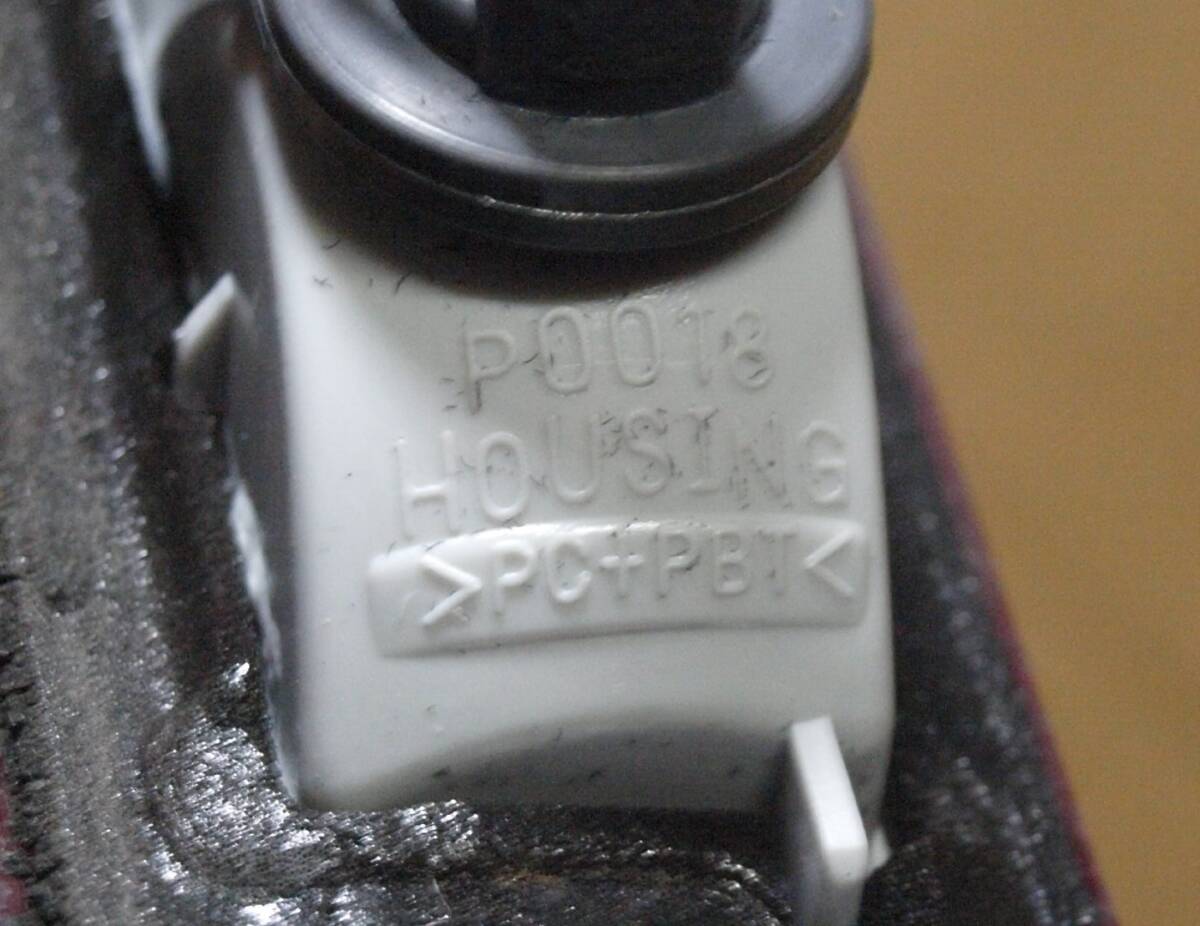 P0018
HOUSING
>PC+PBT<